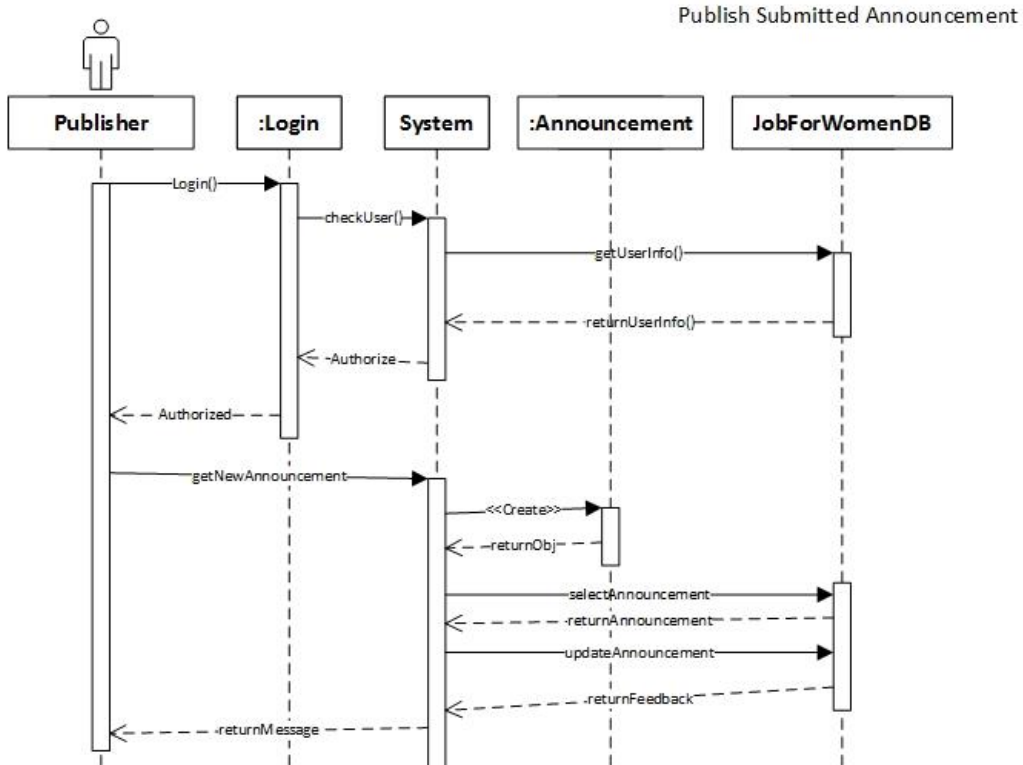 Publish Submitted Announcement
Publisher
:Login
System
:Announcement
JobForWomenDB
Login()
checkUser()
getUserInfo()
returnUserInfo()
Authorize
Authorized
getNewAnnouncement
<<Create>>
returnObj
selectAnnouncement
returnAnnouncement
updateAnnouncement
returnFeedback
returnMessage